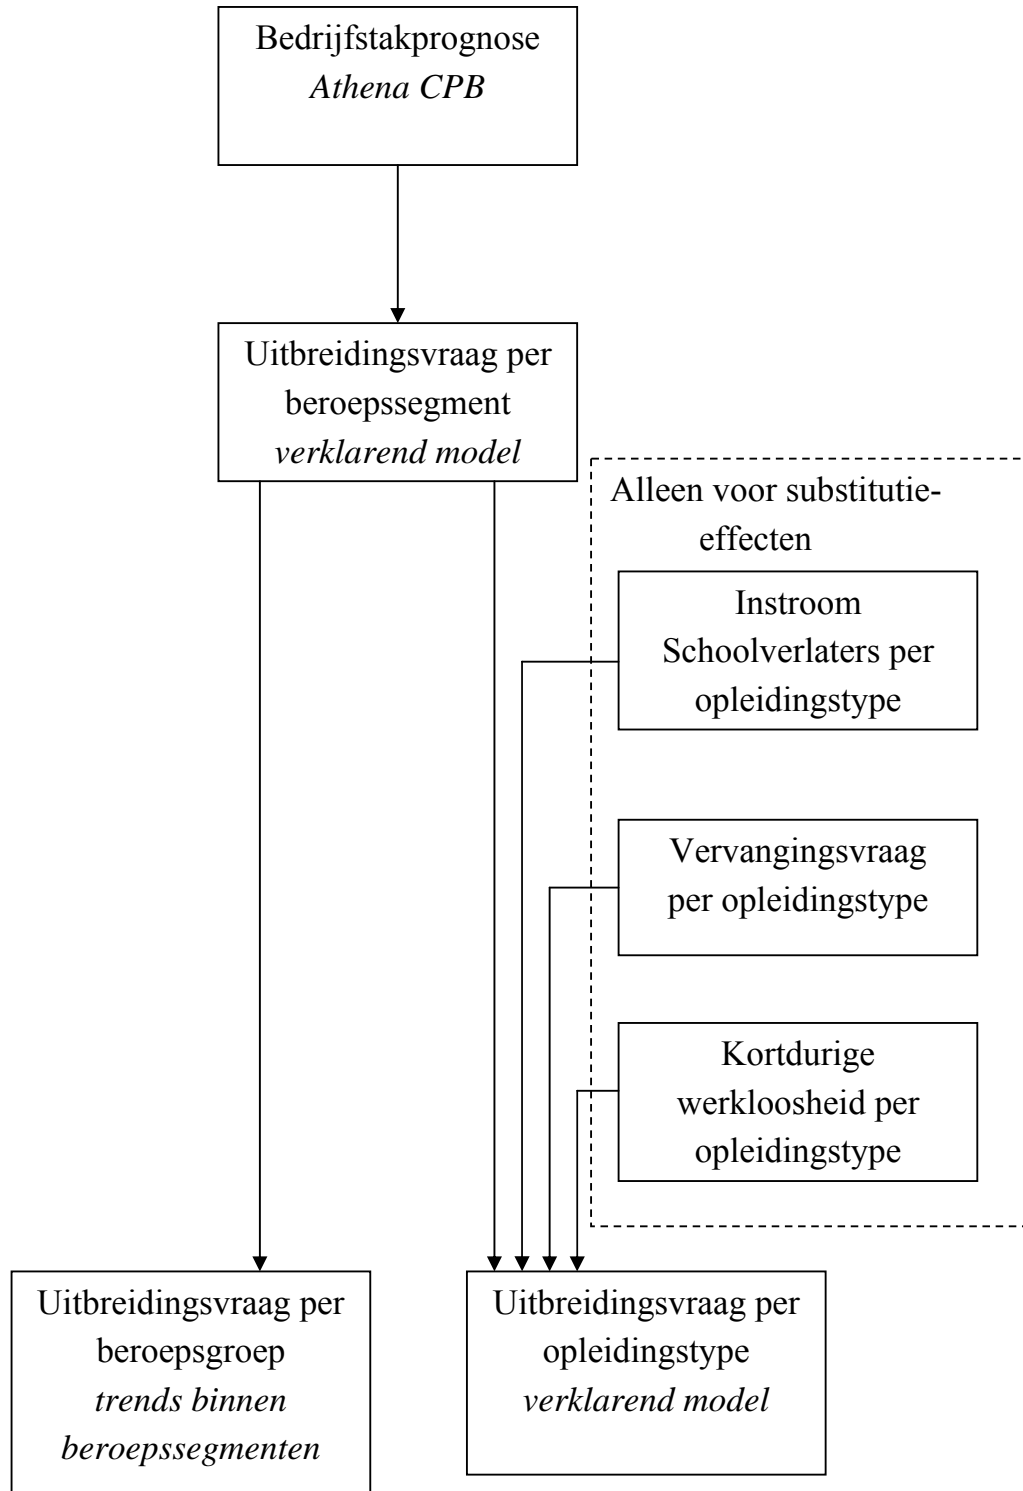 Bedrijfstakprognose
Athena CPB
Uitbreidingsvraag per
beroepssegment
verklarend model
Alleen voor substitutie-
effecten
Instroom
Schoolverlaters per
opleidingstype
Vervangingsvraag
per opleidingstype
Kortdurige
werkloosheid per
opleidingstype
Uitbreidingsvraag per
beroepsgroep
trends binnen
beroepssegmenten
Uitbreidingsvraag per
opleidingstype
verklarend model